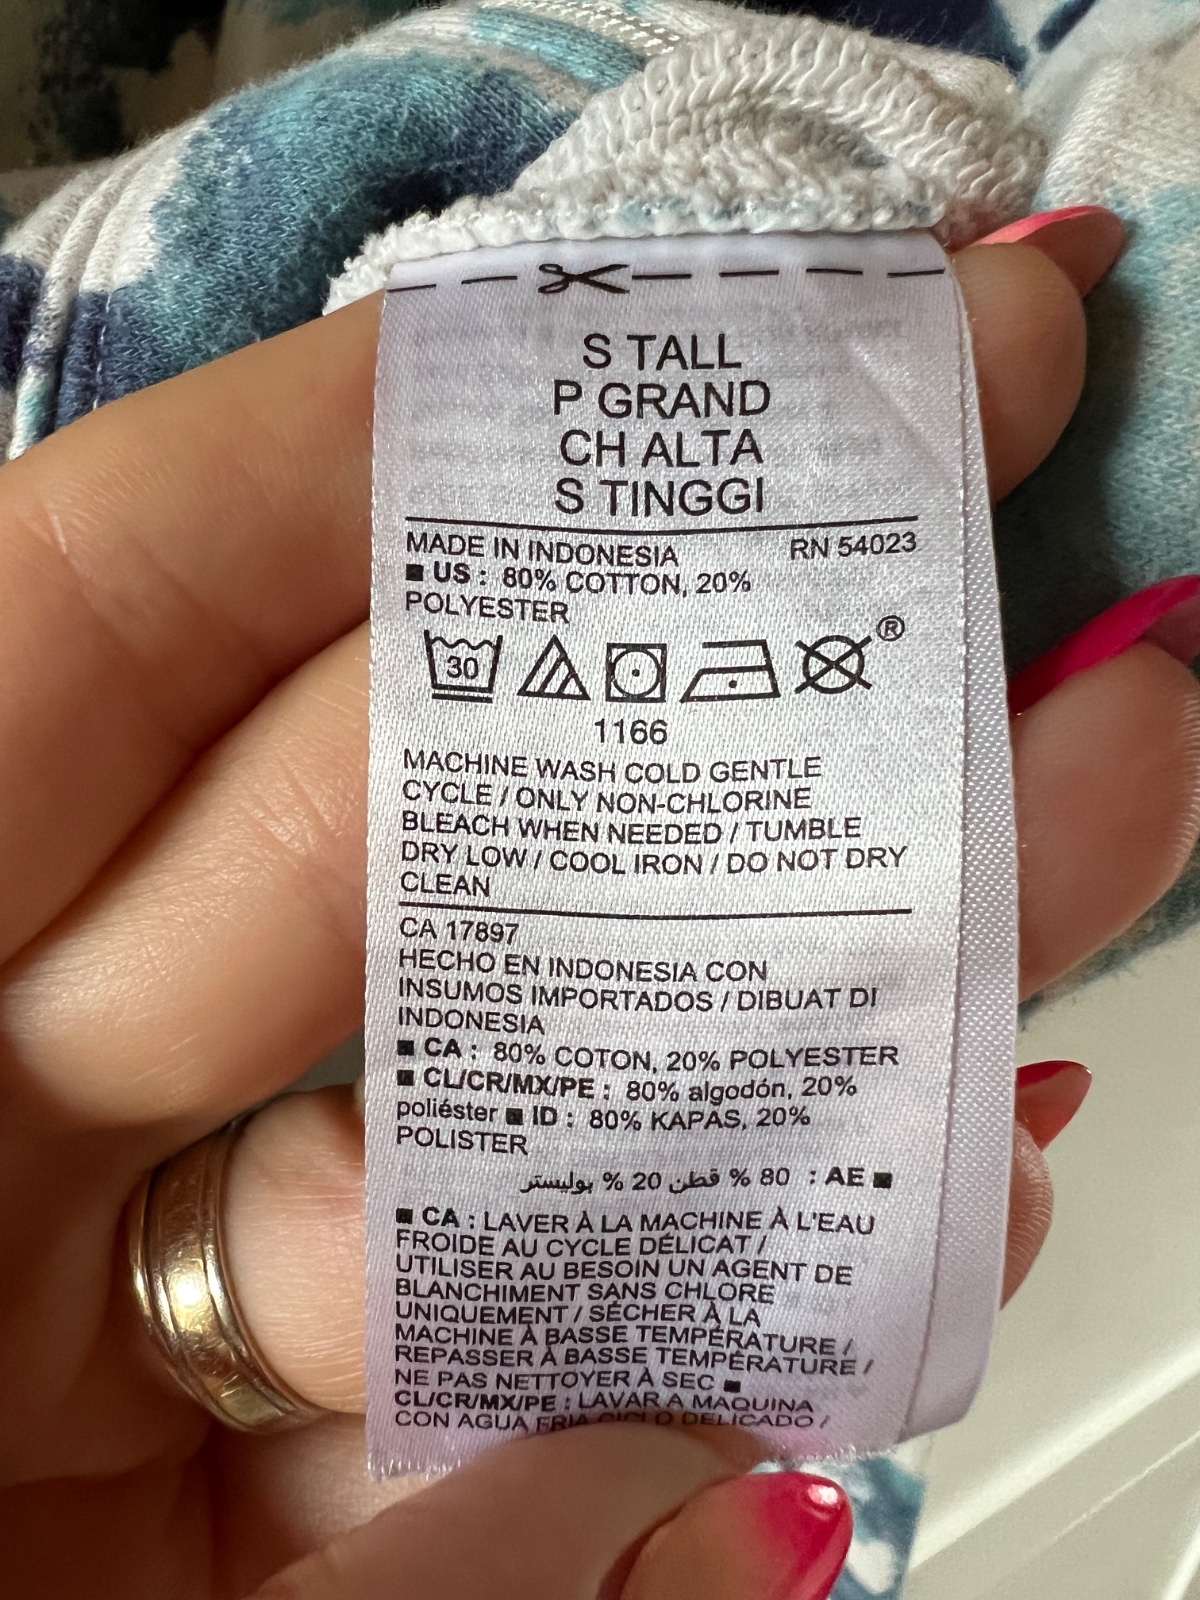 S TALL
P GRAND
CH ALTA
S TINGGI
MADE IN INDONESIA RN 54023
■ US : 80% COTTON, 20%
POLYESTER
30
®
1166
MACHINE WASH COLD GENTLE
CYCLE / ONLY NON-CHLORINE
BLEACH WHEN NEEDED / TUMBLE
DRY LOW / COOL IRON / DO NOT DRY
CLEAN
CA 17897
HECHO EN INDONESIA CON
INSUMOS IMPORTADOS / DIBUAT DI
INDONESIA
■ CA : 80% COTON, 20% POLYESTER
■ CL/CR/MX/PE : 80% algodón, 20%
poliéster ■ ID : 80% KAPAS, 20%
POLISTER
■ AE : 80 % قطن 20 % بوليستر
■ CA : LAVER À LA MACHINE À L'EAU
FROIDE AU CYCLE DÉLICAT /
UTILISER AU BESOIN UN AGENT DE
BLANCHIMENT SANS CHLORE
UNIQUEMENT / SÉCHER À LA
MACHINE À BASSE TEMPÉRATURE /
REPASSER À BASSE TEMPÉRATURE /
NE PAS NETTOYER À SEC ■
CL/CR/MX/PE : LAVAR A MAQUINA
CON AGUA FRIA CICLO DELICADO /